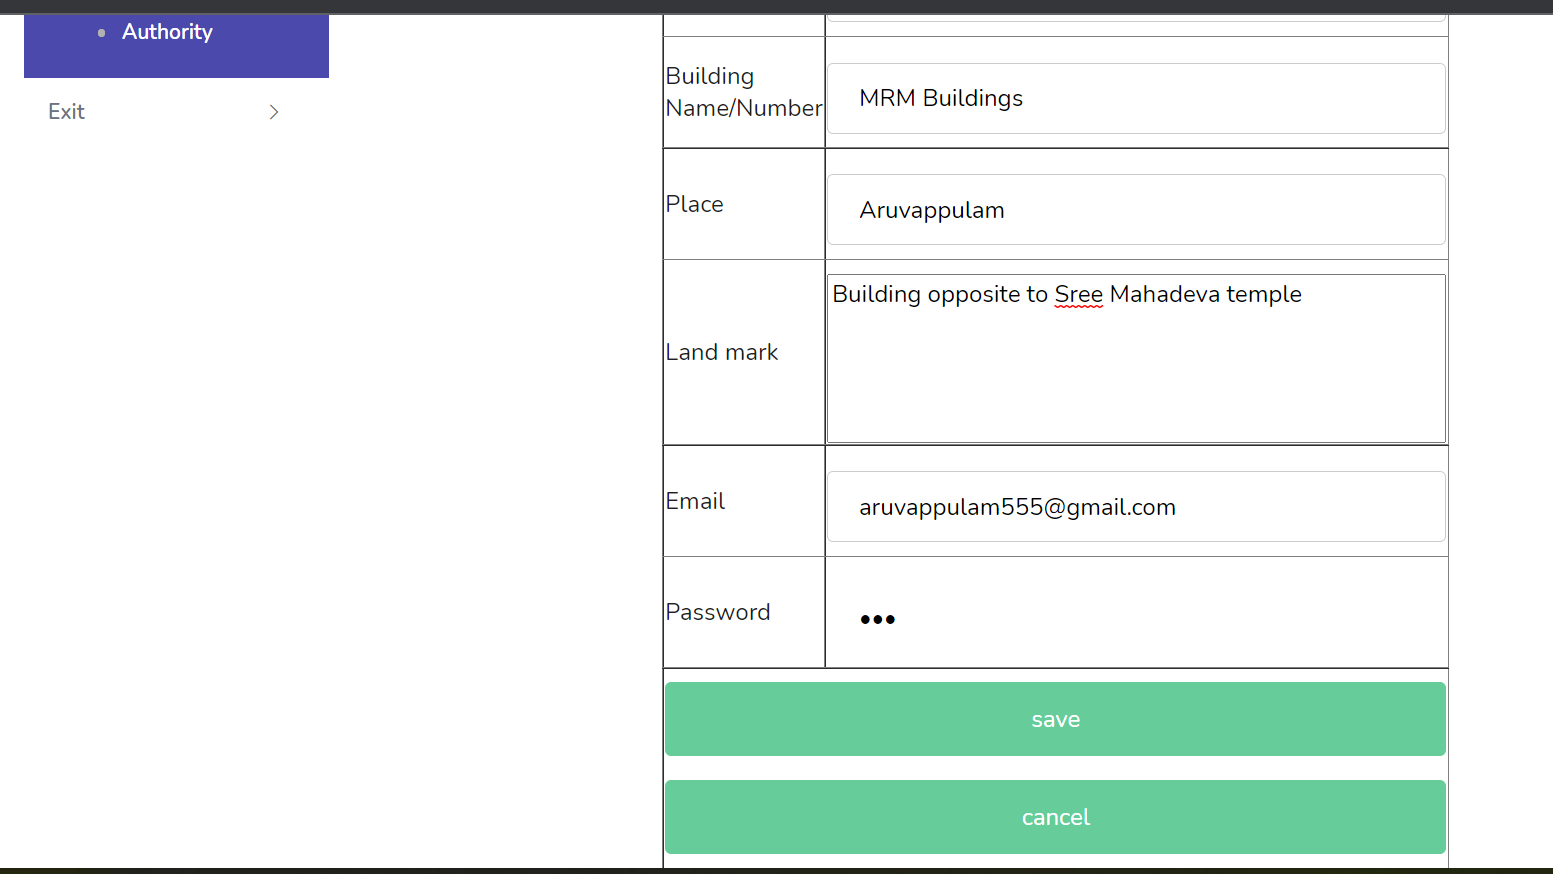 Authority
Exit
Building
Name/Number
MRM Buildings
Place
Aruvappulam
Land mark
Building opposite to Sree Mahadeva temple
Email
aruvappulam555@gmail.com
Password
•••
save
cancel